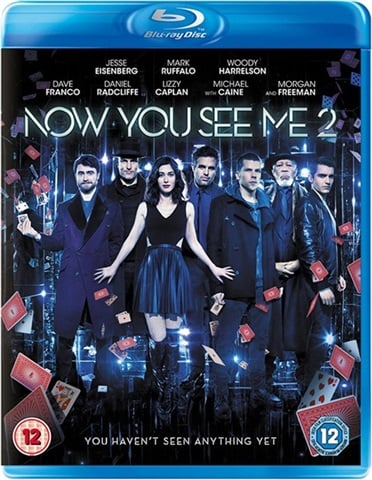 Blu-ray Disc
JESSE MARK WOODY
EISENBERG RUFFALO HARRELSON
DAVE DANIEL LIZZY MICHAEL MORGAN
FRANCO RADCLIFFE CAPLAN WITH CAINE AND FREEMAN
NOW YOU SEE ME 2
12 12
YOU HAVEN'T SEEN ANYTHING YET